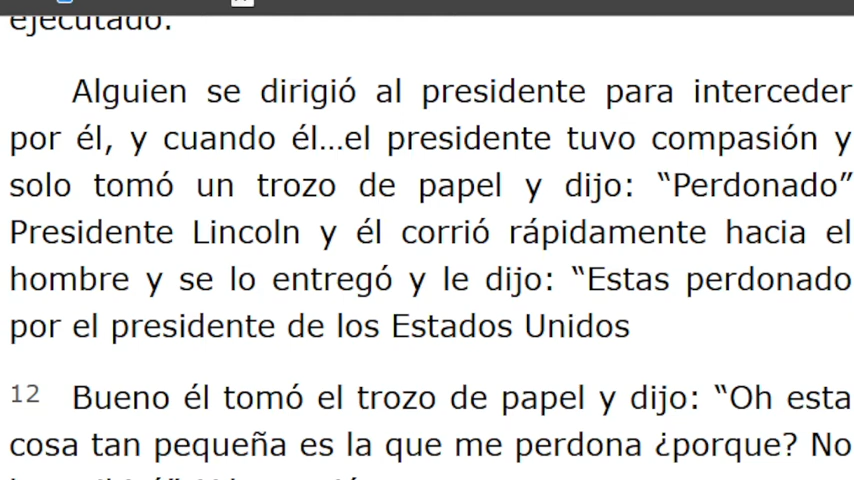 ejecutado.
Alguien se dirigió al presidente para interceder
por él, y cuando él...el presidente tuvo compasión y
solo tomó un trozo de papel y dijo: “Perdonado”
Presidente Lincoln y él corrió rápidamente hacia el
hombre y se lo entregó y le dijo: “Estas perdonado
por el presidente de los Estados Unidos
12 Bueno él tomó el trozo de papel y dijo: “Oh esta
cosa tan pequeña es la que me perdona ¿porque? No